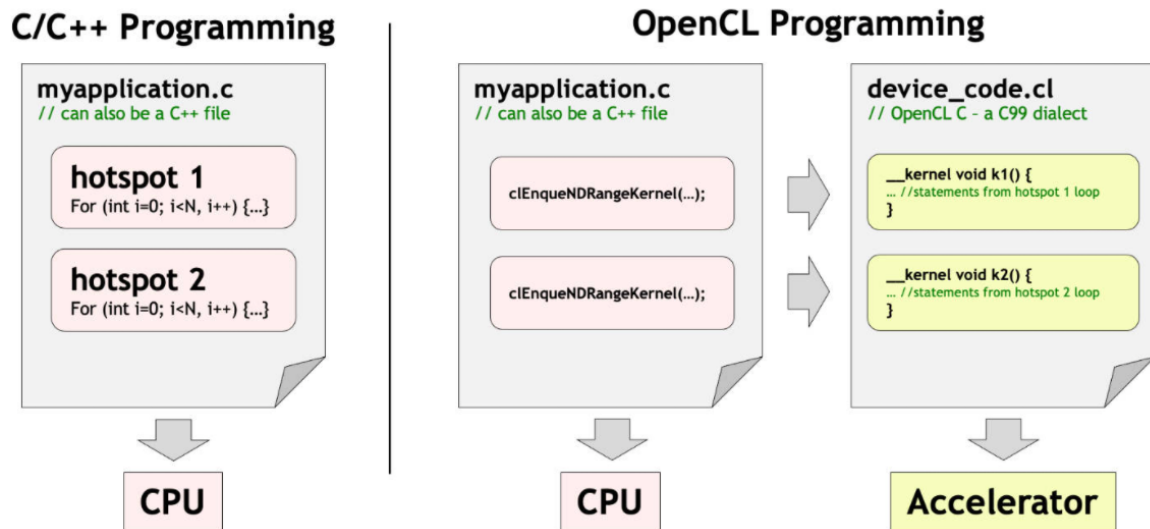 C/C++ Programming
myapplication.c
// can also be a C++ file
hotspot 1
For (int i=0; i<N, i++) {...}
hotspot 2
For (int i=0; i<N, i++) {...}
CPU
OpenCL Programming
myapplication.c
// can also be a C++ file
clEnqueNDRangeKernel(...);
clEnqueNDRangeKernel(...);
CPU
device_code.cl
// OpenCL C - a C99 dialect
__kernel void k1() {
... //statements from hotspot 1 loop
}
__kernel void k2() {
... //statements from hotspot 2 loop
}
Accelerator